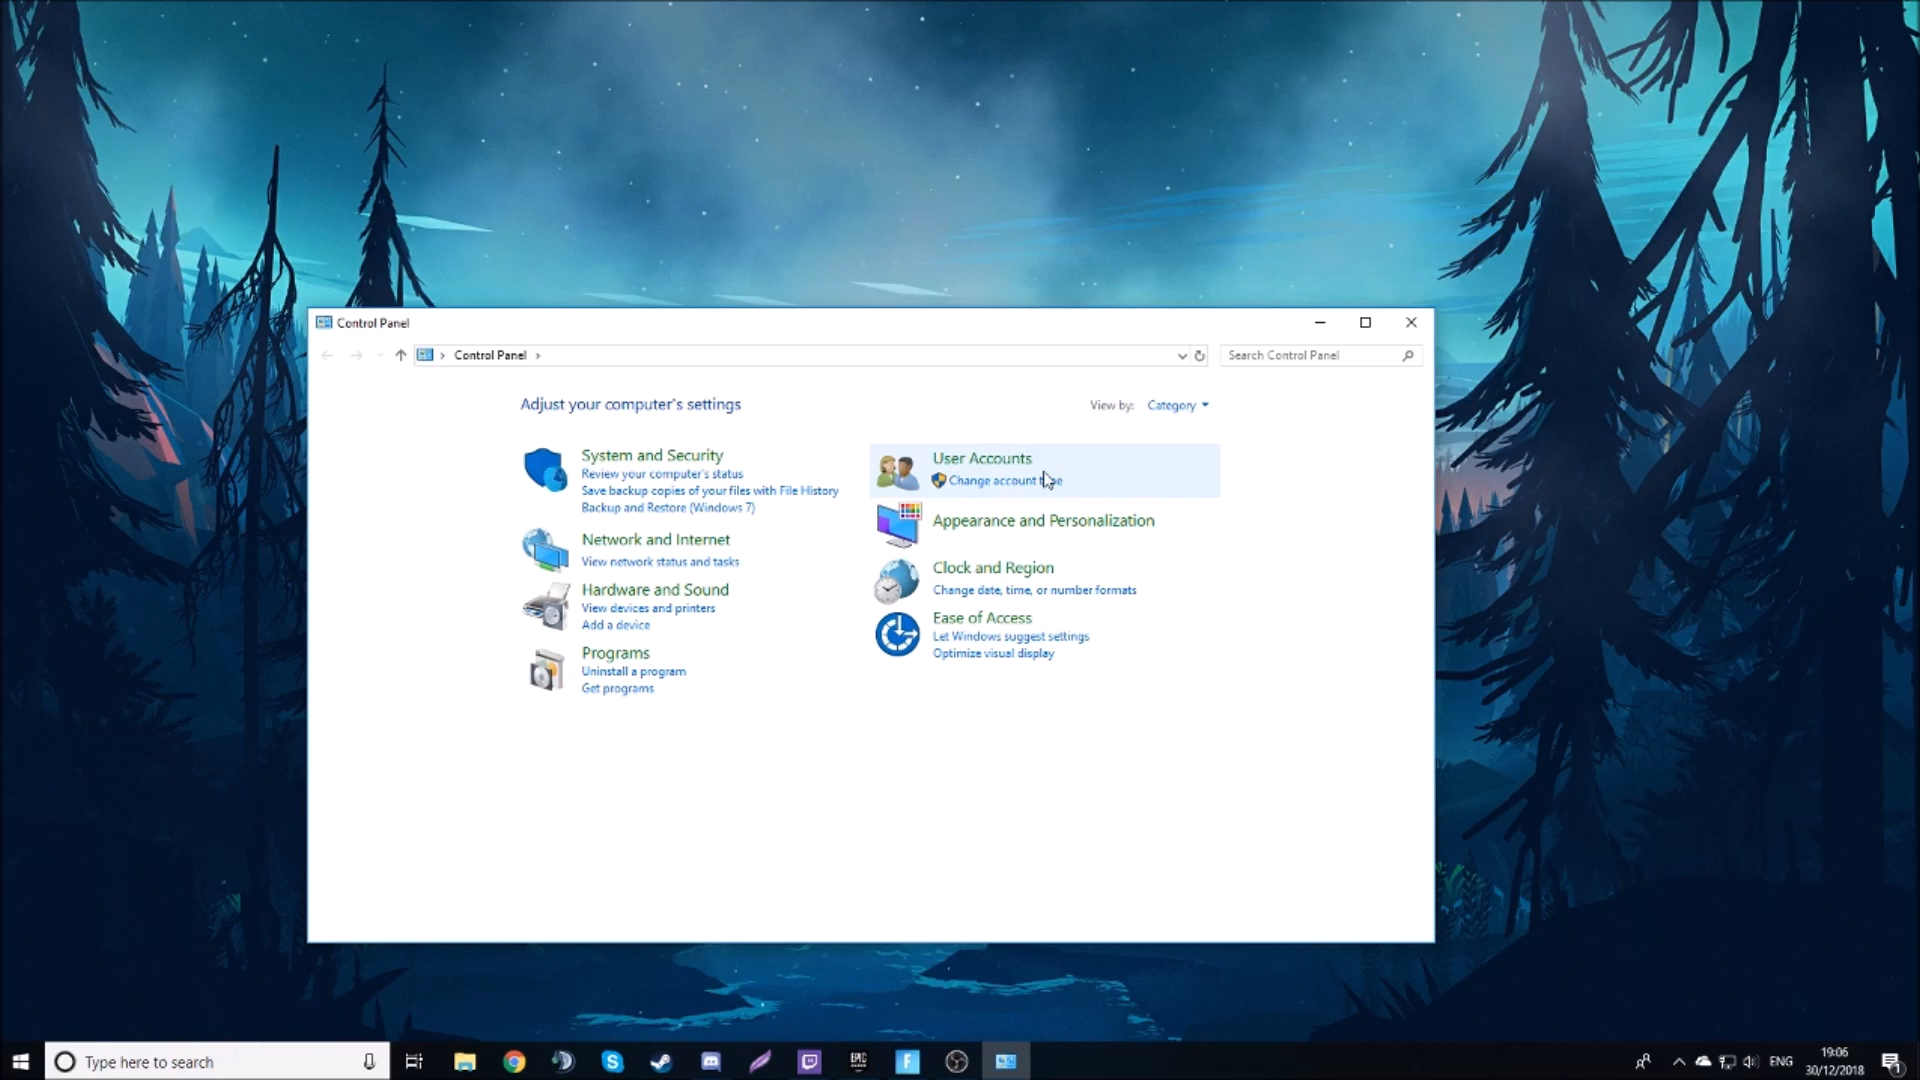 Control Panel
Control Panel
Search Control Panel
Adjust your computer's settings
View by: Category
System and Security
Review your computer's status
Save backup copies of your files with File History
Backup and Restore (Windows 7)
Network and Internet
View network status and tasks
Hardware and Sound
View devices and printers
Add a device
Programs
Uninstall a program
Get programs
User Accounts
Change account
Appearance and Personalization
Clock and Region
Change date, time, or number formats
Ease of Access
Let Windows suggest settings
Optimize visual display
Type here to search
EPIC GAMES
F
ENG
19:06
30/12/2018
1